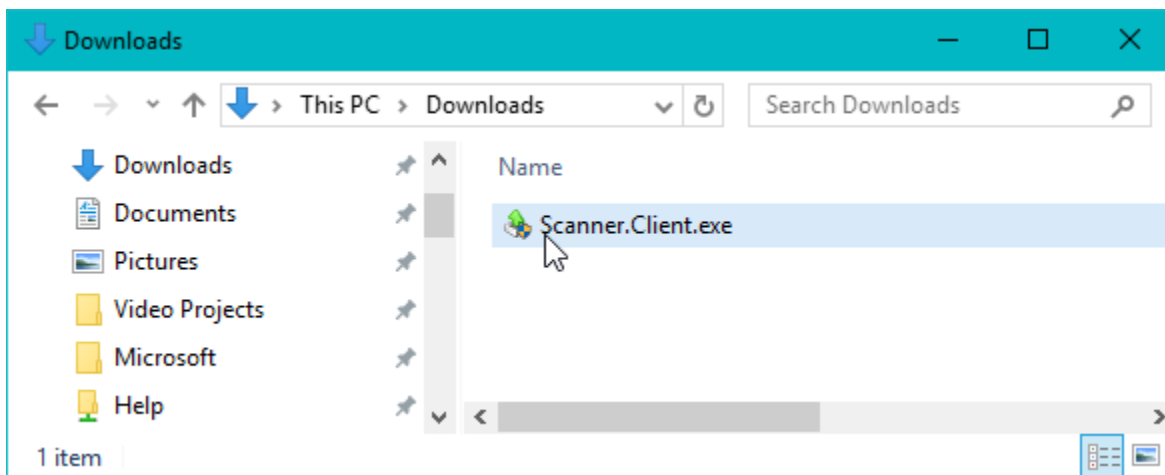 Downloads
This PC > Downloads
Search Downloads
Downloads
Documents
Pictures
Video Projects
Microsoft
Help
Name
Scanner.Client.exe
1 item